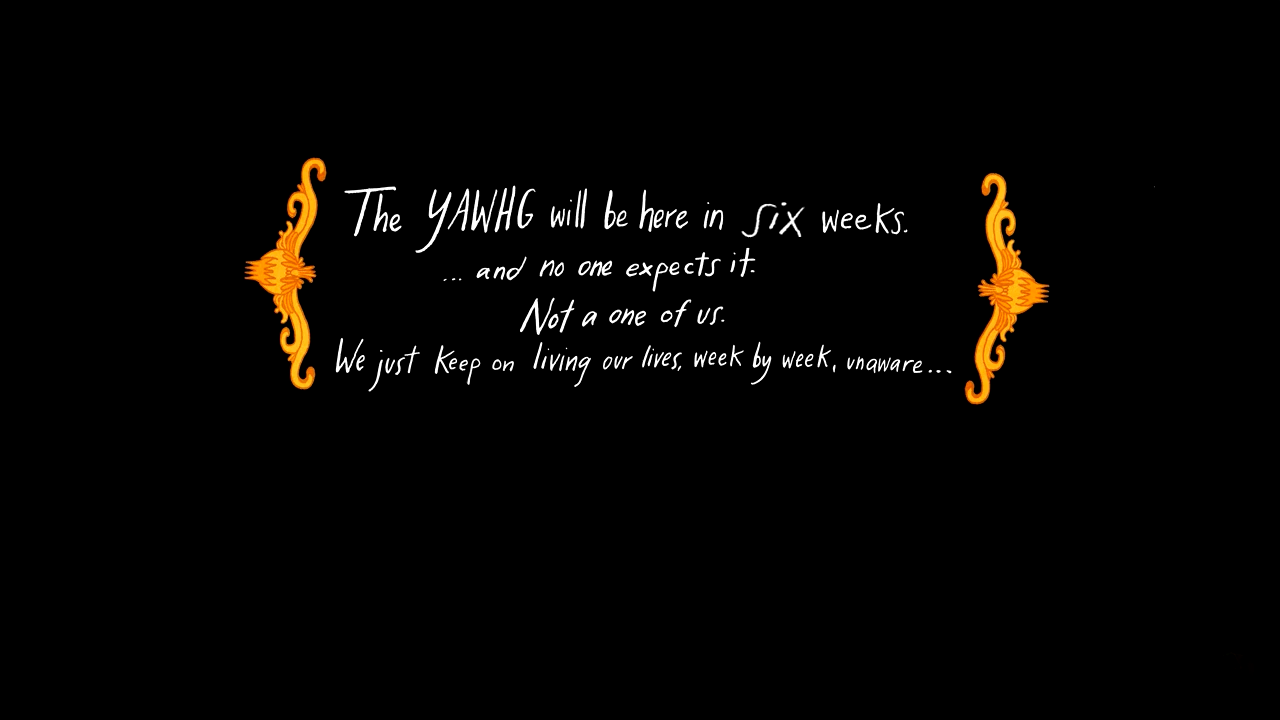 The YAWHG will be here in six weeks.
... and no one expects it.
Not a one of us.
We just keep on living our lives, week by week, unaware...